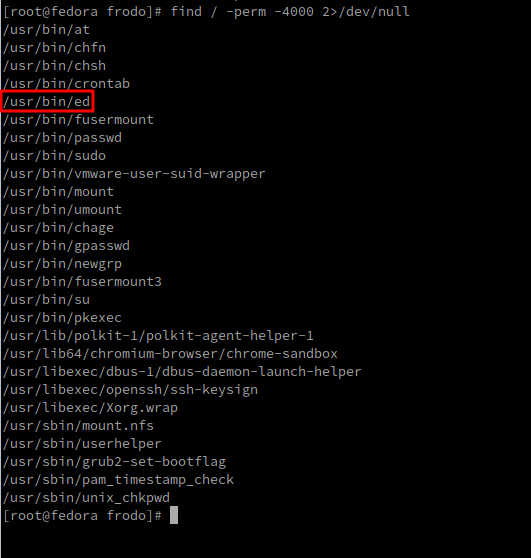 [root@fedora frodo]# find / -perm -4000 2>/dev/null
/usr/bin/at
/usr/bin/chfn
/usr/bin/chsh
/usr/bin/crontab
/usr/bin/ed
/usr/bin/fusermount
/usr/bin/passwd
/usr/bin/sudo
/usr/bin/vmware-user-suid-wrapper
/usr/bin/mount
/usr/bin/umount
/usr/bin/chage
/usr/bin/gpasswd
/usr/bin/newgrp
/usr/bin/fusermount3
/usr/bin/su
/usr/bin/pkexec
/usr/lib/polkit-1/polkit-agent-helper-1
/usr/lib64/chromium-browser/chrome-sandbox
/usr/libexec/dbus-1/dbus-daemon-launch-helper
/usr/libexec/openssh/ssh-keysign
/usr/libexec/Xorg.wrap
/usr/sbin/mount.nfs
/usr/sbin/userhelper
/usr/sbin/grub2-set-bootflag
/usr/sbin/pam_timestamp_check
/usr/sbin/unix_chkpwd
[root@fedora frodo]#